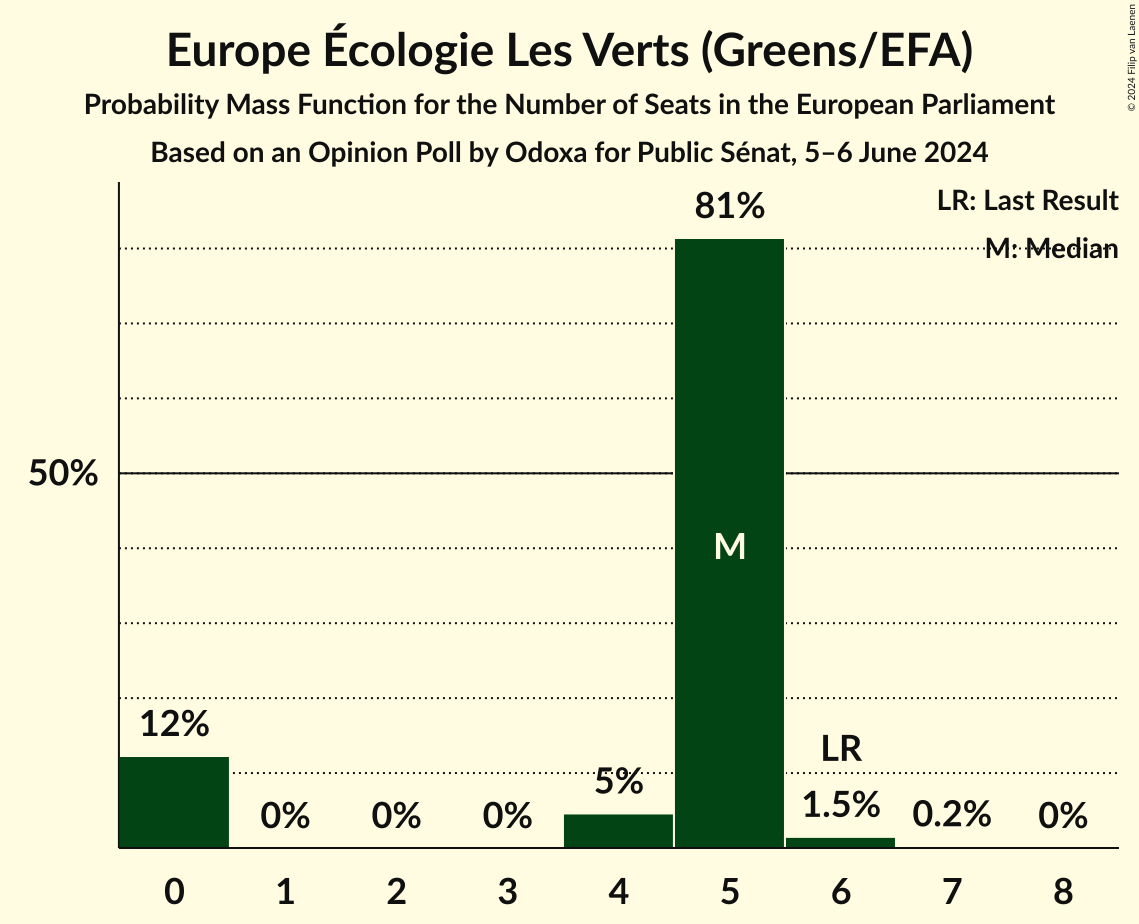 Europe Écologie Les Verts (Greens/EFA)
Probability Mass Function for the Number of Seats in the European Parliament
Based on an Opinion Poll by Odoxa for Public Sénat, 5–6 June 2024
© 2024 Filip van Laenen
LR: Last Result
M: Median
81%
50%
M
12%
0%
0%
0%
5%
LR
1.5%
0.2%
0%
0 1 2 3 4 5 6 7 8